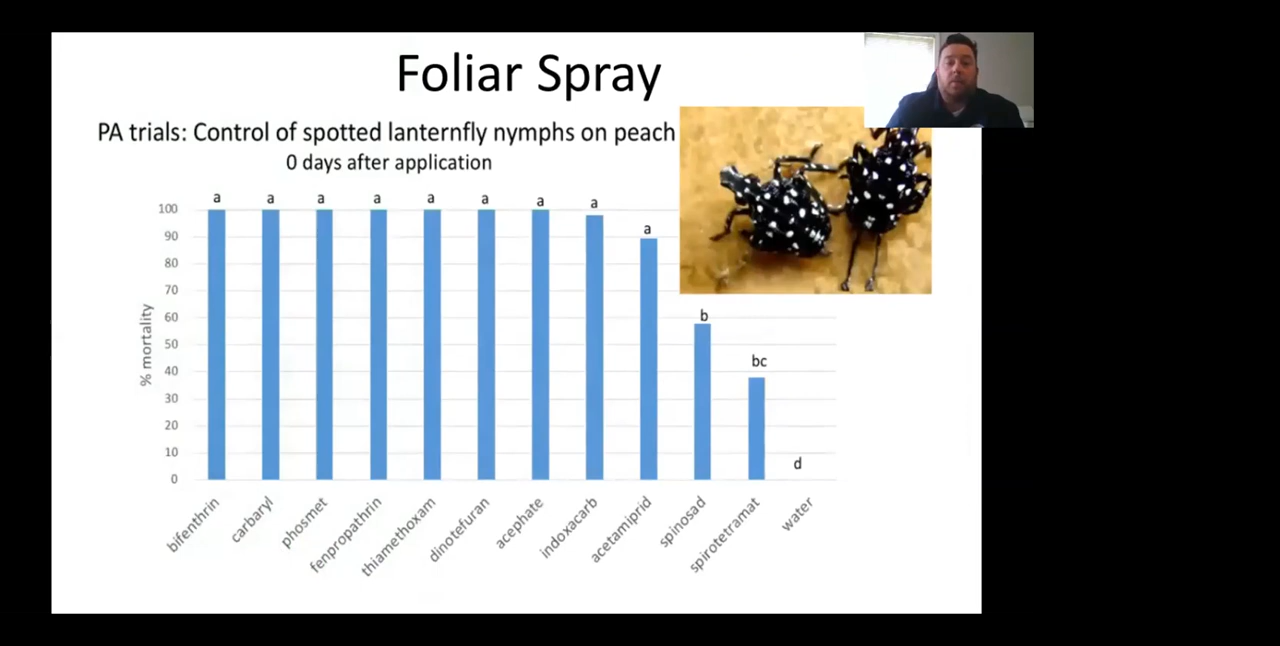 Foliar Spray
PA trials: Control of spotted lanternfly nymphs on peach
0 days after application
a a a a a a a a a b bc d
100
90
80
70
60
50
40
30
20
10
0
% mortality
bifenthrin
carbaryl
phosmet
fenpropathrin
thiamethoxam
dinotefuran
acephate
indoxacarb
acetamiprid
spinosad
spirotetramat
water